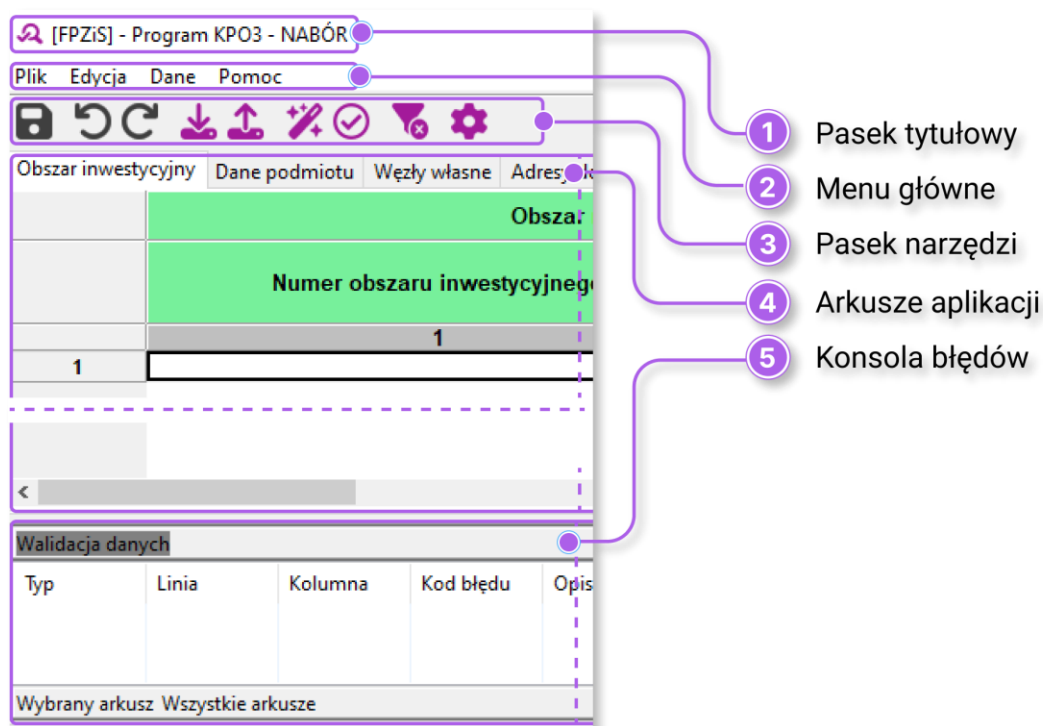 [FPZiS] - Program KPO3 - NABÓR
Plik Edycja Dane Pomoc
1 Pasek tytułowy
2 Menu główne
3 Pasek narzędzi
4 Arkusze aplikacji
5 Konsola błędów
Obszar inwestycyjny Dane podmiotu Węzły własne
Obszar
Numer obszaru inwestycyjnego
1
1
Walidacja danych
Typ Linia Kolumna Kod błędu Opis
Wybrany arkusz Wszystkie arkusze